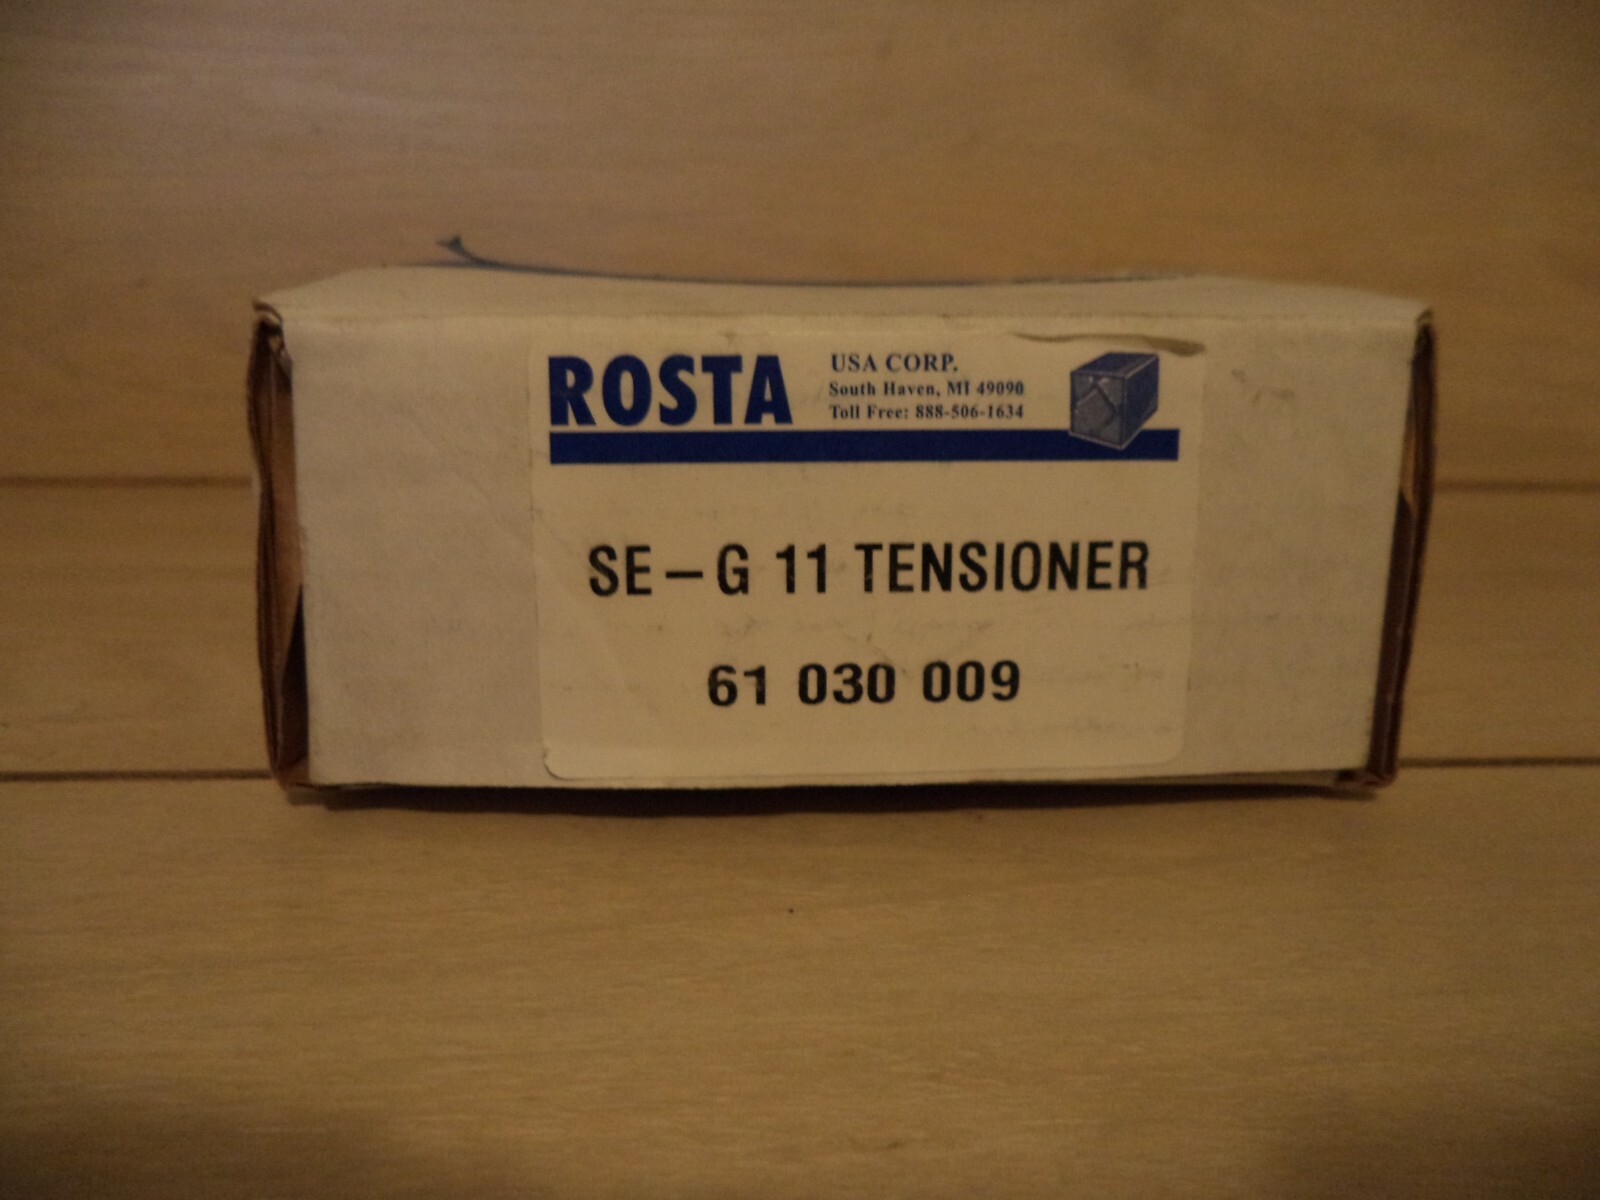 ROSTA
USA CORP.
South Haven, MI 49090
Toll Free: 888-506-1634
SE-G 11 TENSIONER
61 030 009